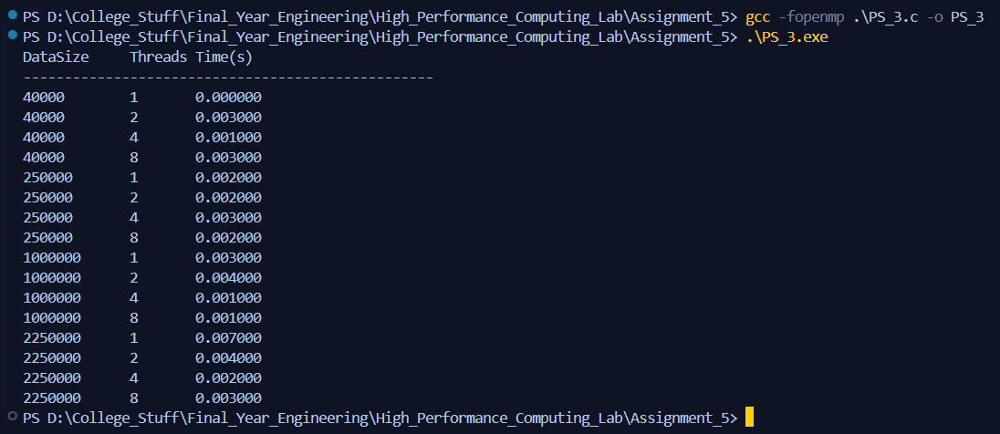 PS D:\College_Stuff\Final_Year_Engineering\High_Performance_Computing_Lab\Assignment_5> gcc -fopenmp .\PS_3.c -o PS_3
PS D:\College_Stuff\Final_Year_Engineering\High_Performance_Computing_Lab\Assignment_5> .\PS_3.exe
DataSize     Threads Time(s)
--------------------------------------------------
40000        1       0.000000
40000        2       0.003000
40000        4       0.001000
40000        8       0.003000
250000       1       0.002000
250000       2       0.002000
250000       4       0.003000
250000       8       0.002000
1000000      1       0.003000
1000000      2       0.004000
1000000      4       0.001000
1000000      8       0.001000
2250000      1       0.007000
2250000      2       0.004000
2250000      4       0.002000
2250000      8       0.003000
PS D:\College_Stuff\Final_Year_Engineering\High_Performance_Computing_Lab\Assignment_5>